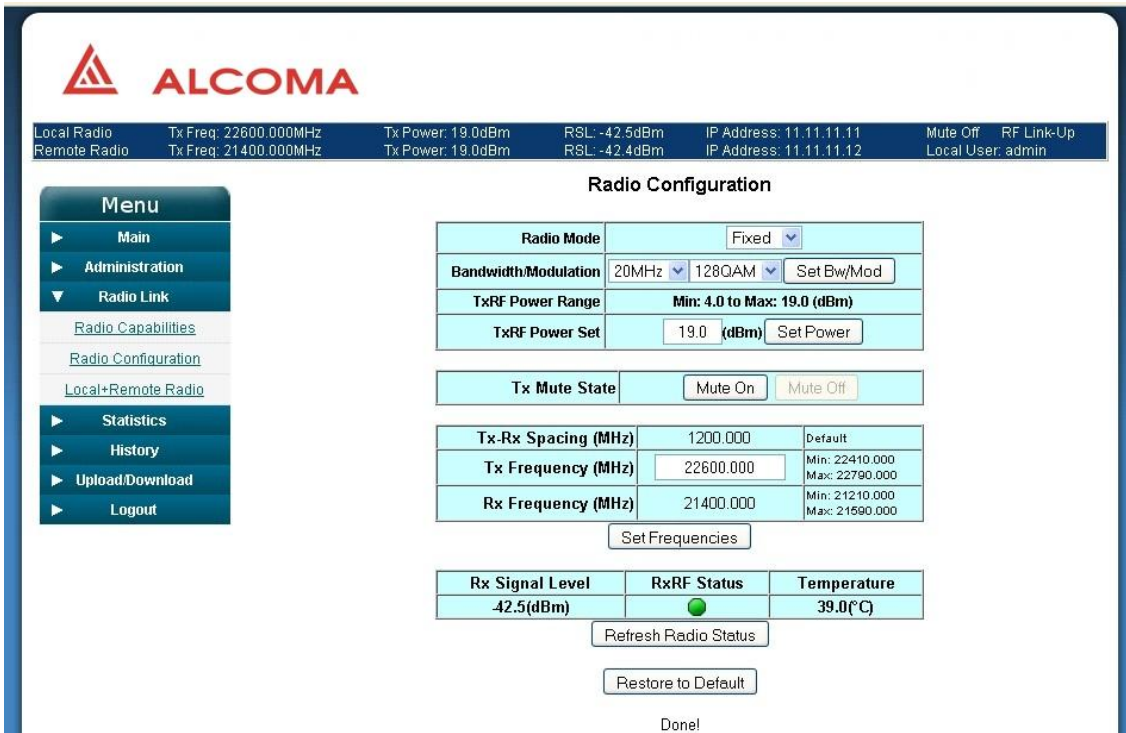 ALCOMA
Local Radio Tx Freq: 22600.000MHz Tx Power: 19.0dBm RSL: -42.5dBm IP Address: 11.11.11.11 Mute Off RF Link-Up
Remote Radio Tx Freq: 21400.000MHz Tx Power: 19.0dBm RSL: -42.4dBm IP Address: 11.11.11.12 Local User: admin
Menu
Main
Administration
Radio Link
Radio Capabilities
Radio Configuration
Local+Remote Radio
Statistics
History
Upload/Download
Logout
Radio Configuration
Radio Mode Fixed
Bandwidth/Modulation 20MHz 128QAM Set Bw/Mod
TxRF Power Range Min: 4.0 to Max: 19.0 (dBm)
TxRF Power Set 19.0 (dBm) Set Power
Tx Mute State Mute On Mute Off
Tx-Rx Spacing (MHz) 1200.000 Default
Tx Frequency (MHz) 22600.000 Min: 22410.000
Max: 22790.000
Rx Frequency (MHz) 21400.000 Min: 21210.000
Max: 21590.000
Set Frequencies
Rx Signal Level RxRF Status Temperature
-42.5(dBm) 39.0(°C)
Refresh Radio Status
Restore to Default
Done!